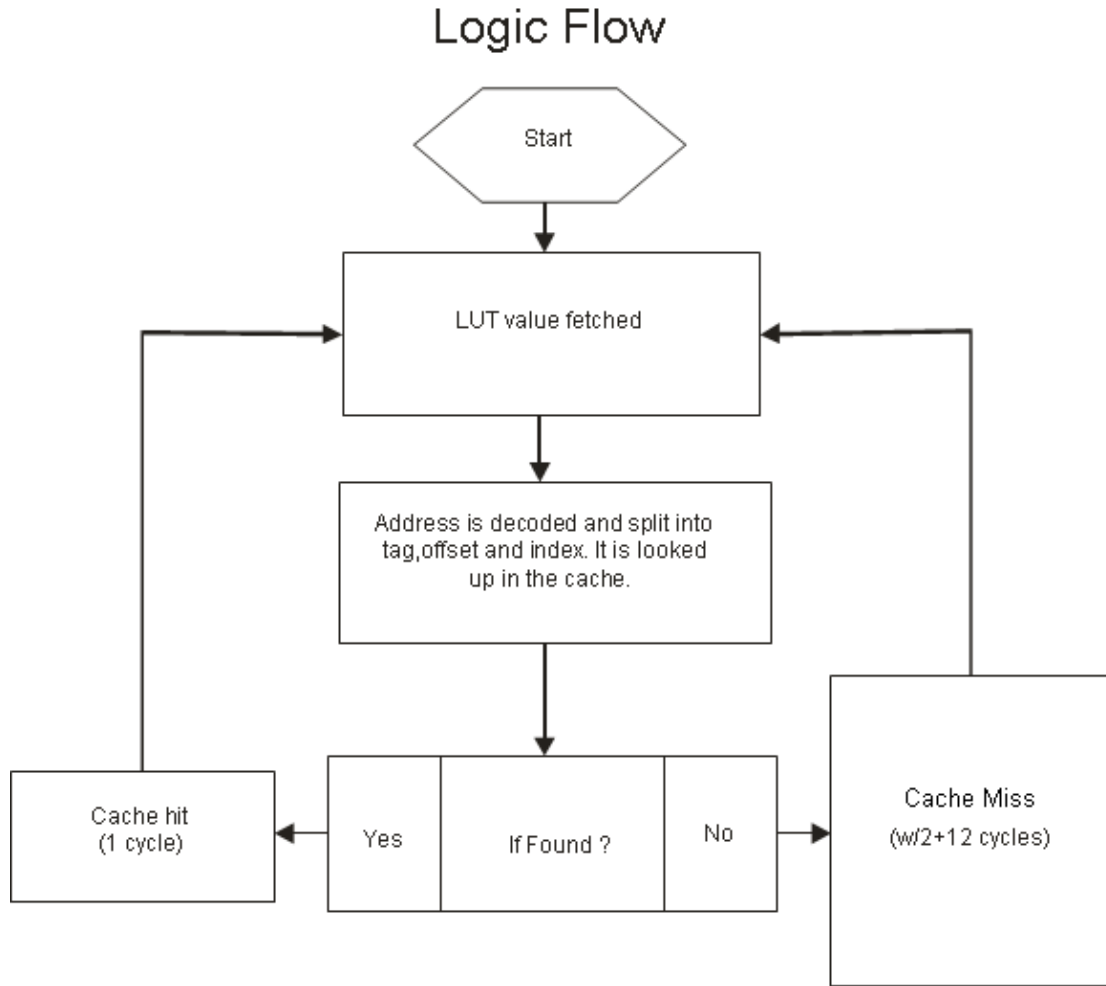 Logic Flow
Start
LUT value fetched
Address is decoded and split into
tag,offset and index. It is looked
up in the cache.
Cache hit
(1 cycle)
Yes
If Found ?
No
Cache Miss
(w/2+12 cycles)